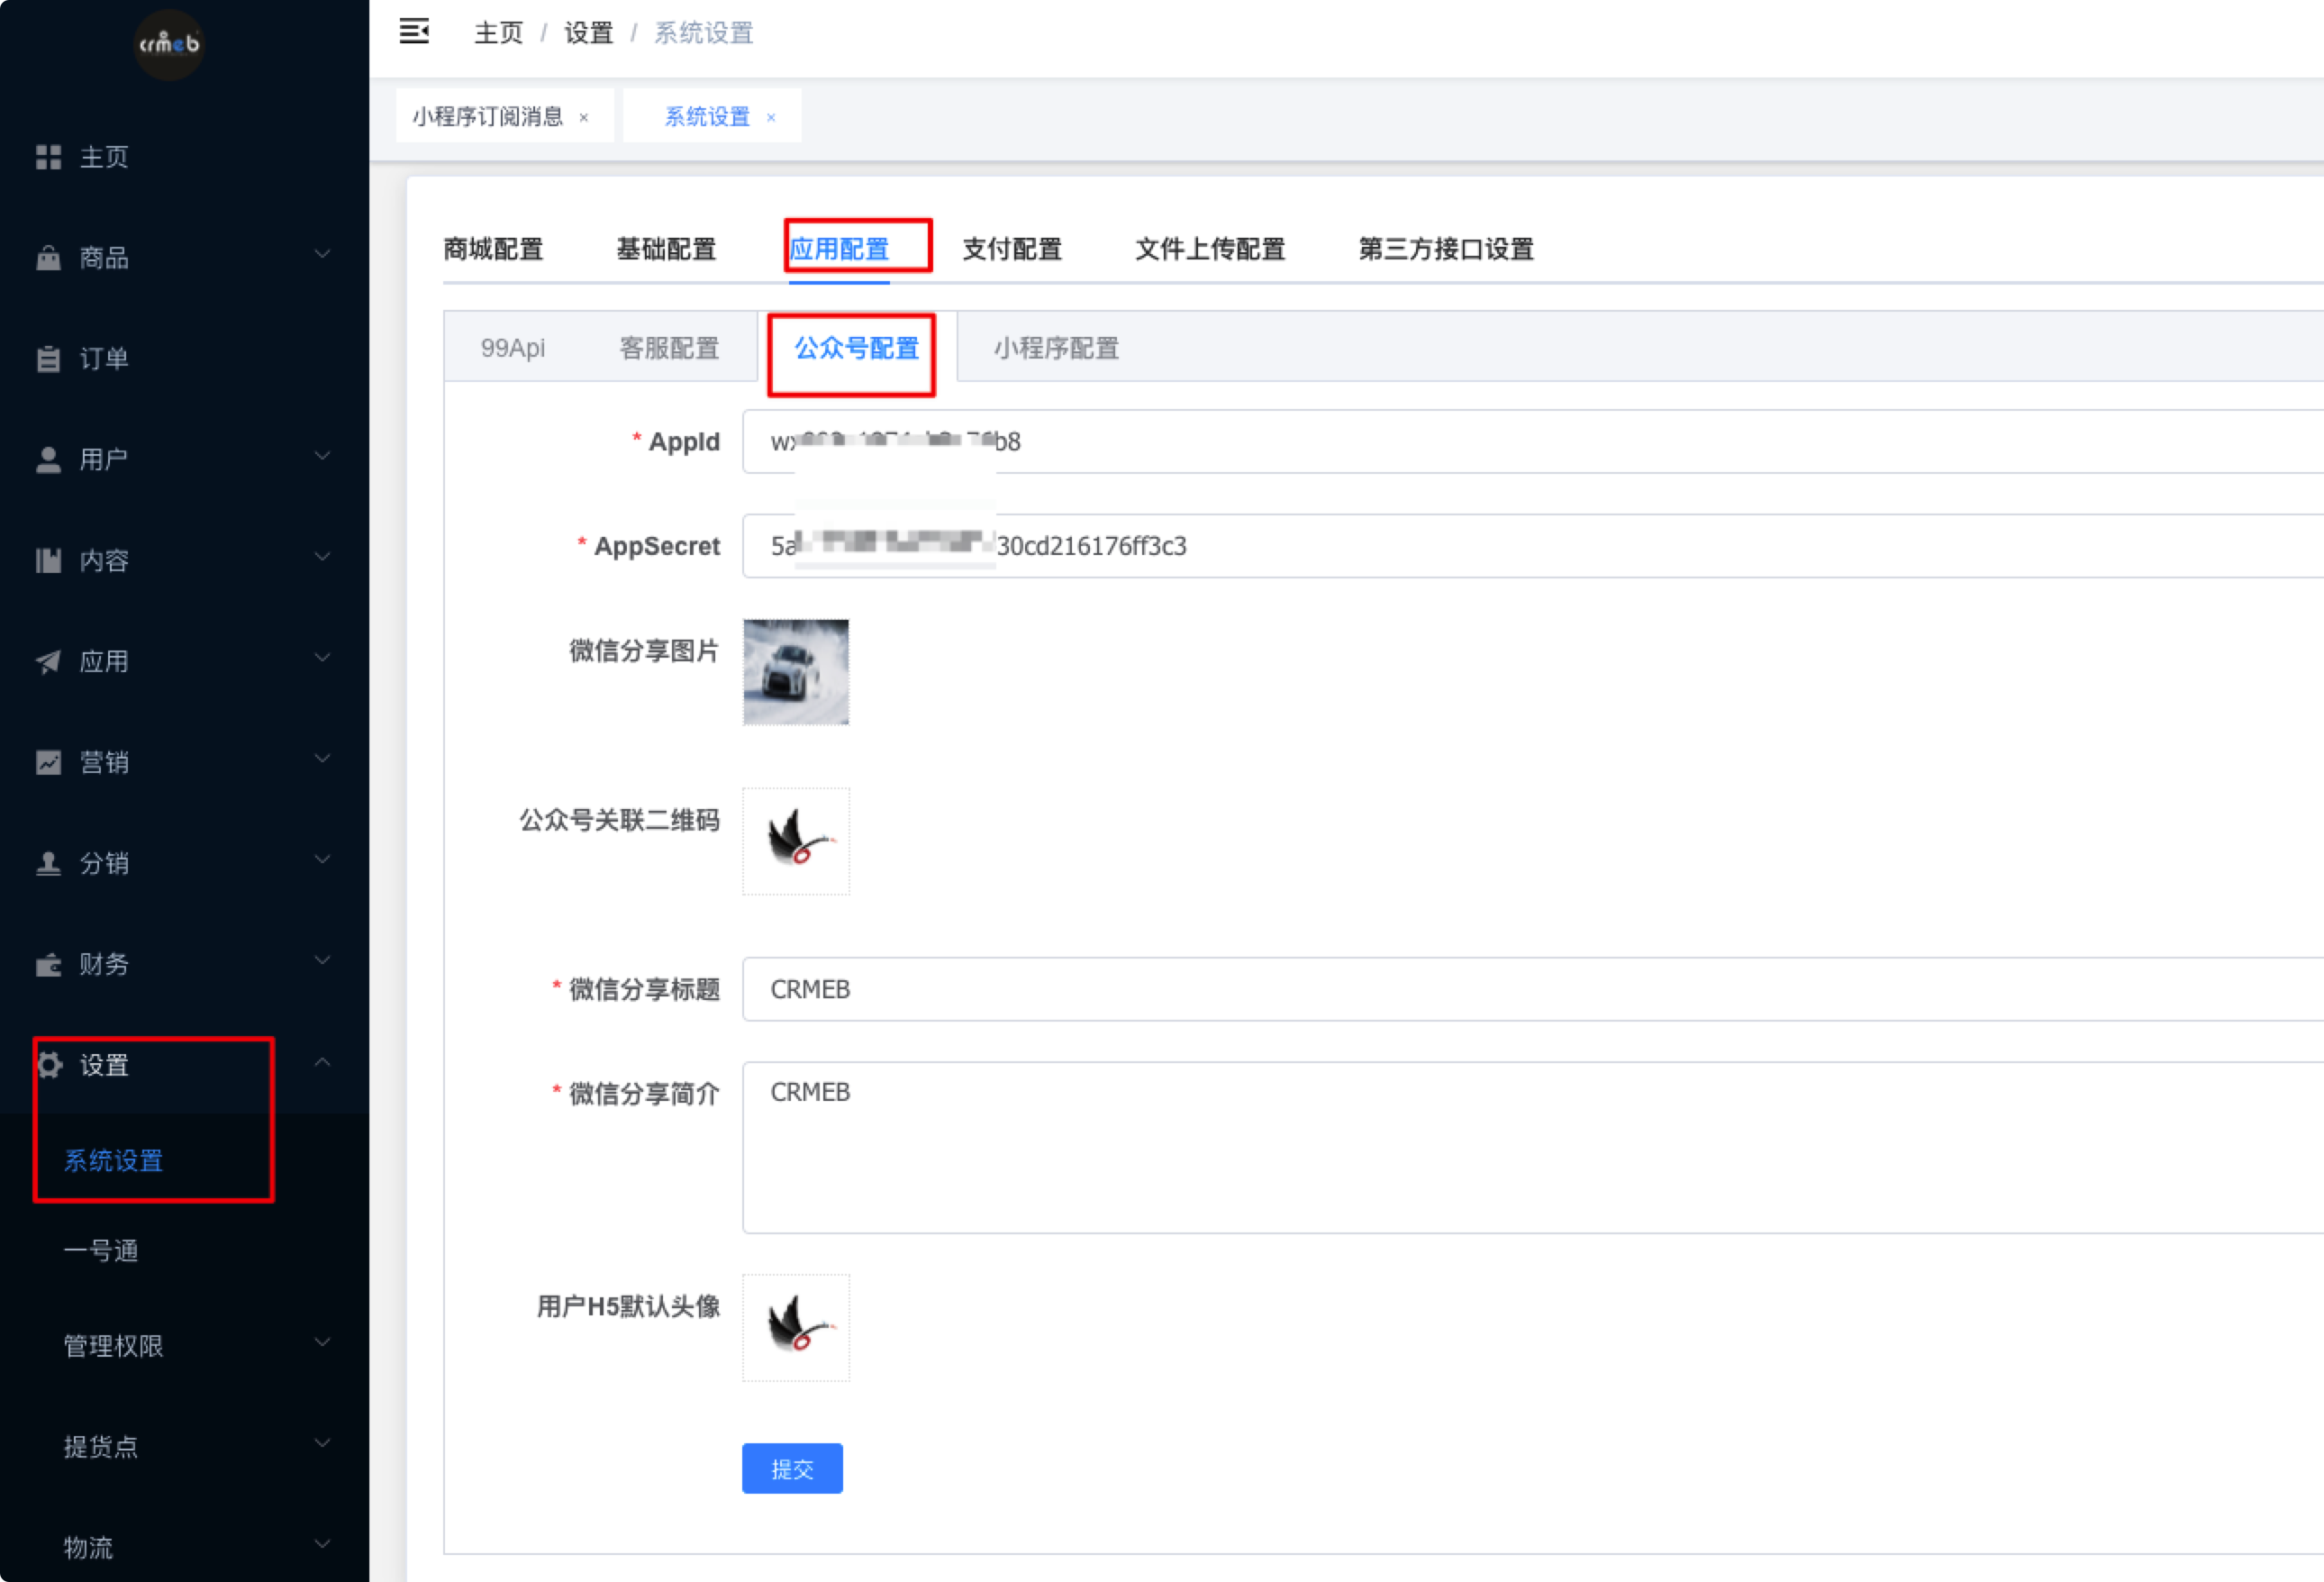 crmeb
主页
商品
订单
用户
内容
应用
营销
分销
财务
设置
系统设置
一号通
管理权限
提货点
物流
主页 / 设置 / 系统设置
小程序订阅消息 × 系统设置 ×
商城配置 基础配置 应用配置 支付配置 文件上传配置 第三方接口设置
99Api 客服配置 公众号配置 小程序配置
* AppId wx b8
* AppSecret 5a 30cd216176ff3c3
微信分享图片
公众号关联二维码
* 微信分享标题 CRMEB
* 微信分享简介 CRMEB
用户H5默认头像
提交